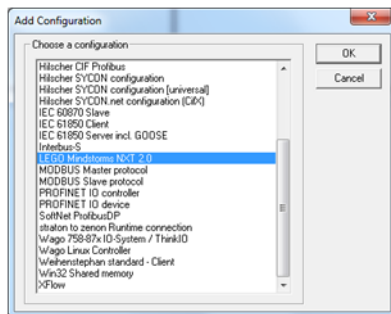 Add Configuration
Choose a configuration
OK
Cancel
Hilscher CIF Profibus
Hilscher SYCON configuration
Hilscher SYCON configuration [universal]
Hilscher SYCON.net configuration (CifX)
IEC 60870 Slave
IEC 61850 Client
IEC 61850 Server incl. GOOSE
Interbus-S
LEGO Mindstorms NXT 2.0
MODBUS Master protocol
MODBUS Slave protocol
PROFINET IO controller
PROFINET IO device
SoftNet ProfibusDP
straton to zenon Runtime connection
Wago 758-87x IO-System / ThinkIO
Wago Linux Controller
Weihenstephan standard - Client
Win32 Shared memory
XFlow